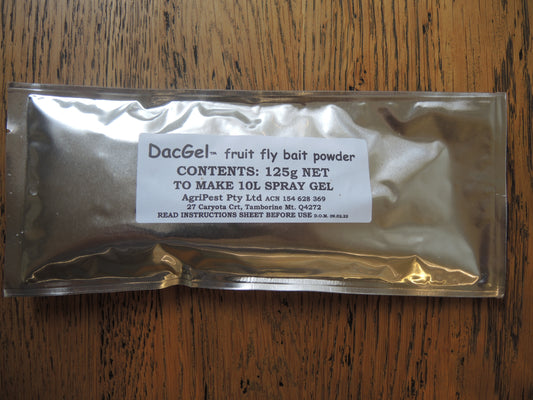 DacGel™ fruit fly bait powder
CONTENTS: 125g NET
TO MAKE 10L SPRAY GEL
AgriPest Pty Ltd ACN 154 628 369
27 Caryota Crt, Tamborine Mt. Q4272
READ INSTRUCTIONS SHEET BEFORE USE D.O.M. 09.02.22